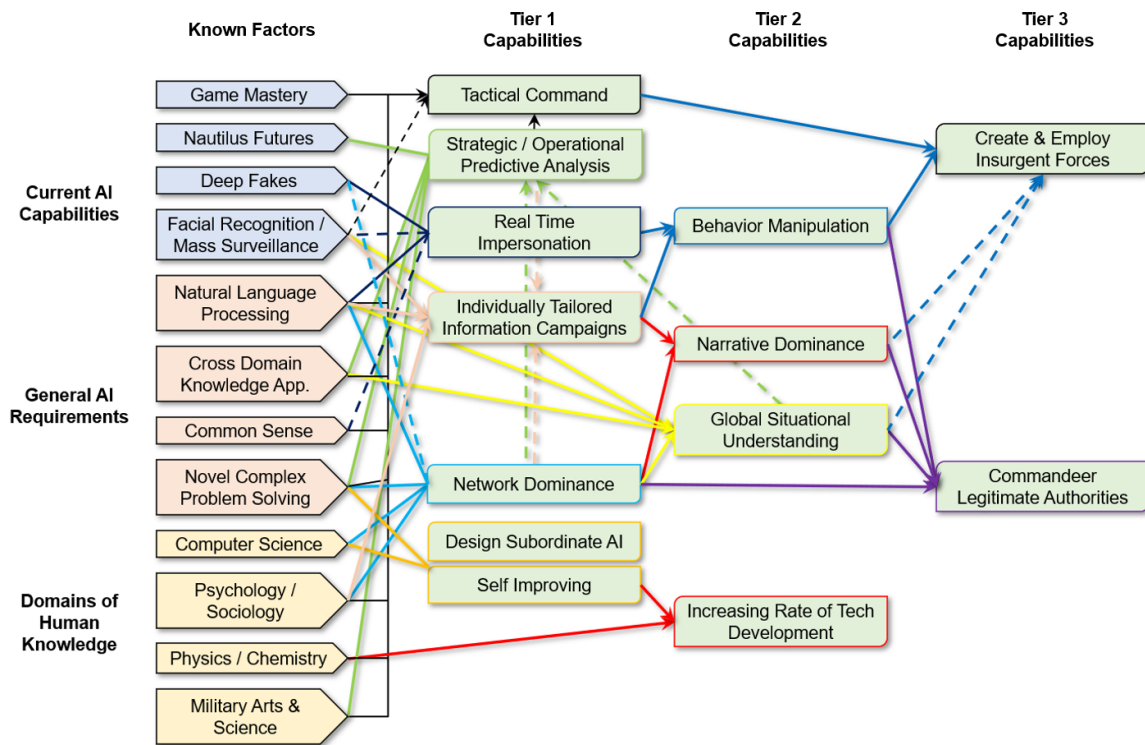 Known Factors
Tier 1
Capabilities
Tier 2
Capabilities
Tier 3
Capabilities
Current AI
Capabilities
General AI
Requirements
Domains of
Human
Knowledge
Game Mastery
Nautilus Futures
Deep Fakes
Facial Recognition /
Mass Surveillance
Natural Language
Processing
Cross Domain
Knowledge App.
Common Sense
Novel Complex
Problem Solving
Computer Science
Psychology /
Sociology
Physics / Chemistry
Military Arts &
Science
Tactical Command
Strategic / Operational
Predictive Analysis
Real Time
Impersonation
Individually Tailored
Information Campaigns
Network Dominance
Design Subordinate AI
Self Improving
Behavior Manipulation
Narrative Dominance
Global Situational
Understanding
Increasing Rate of Tech
Development
Create & Employ
Insurgent Forces
Commandeer
Legitimate Authorities